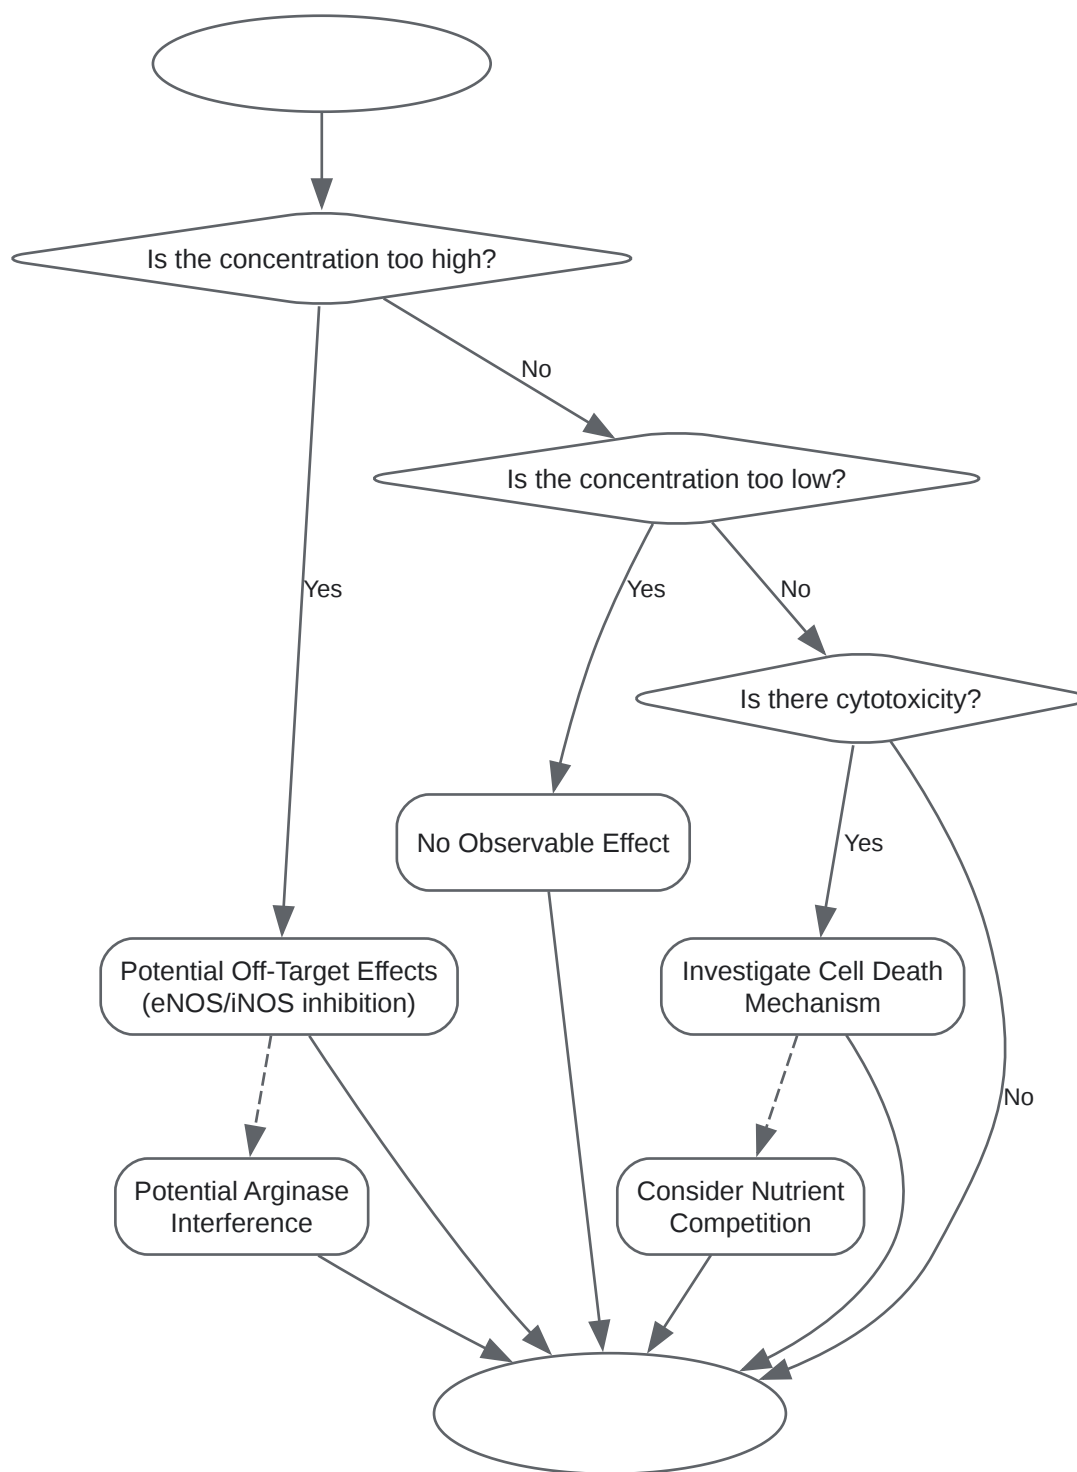 Is the concentration too high?
No
Is the concentration too low?
Yes
Yes
No
Is there cytotoxicity?
No Observable Effect
Yes
Potential Off-Target Effects
(eNOS/iNOS inhibition)
Investigate Cell Death
Mechanism
No
Potential Arginase
Interference
Consider Nutrient
Competition